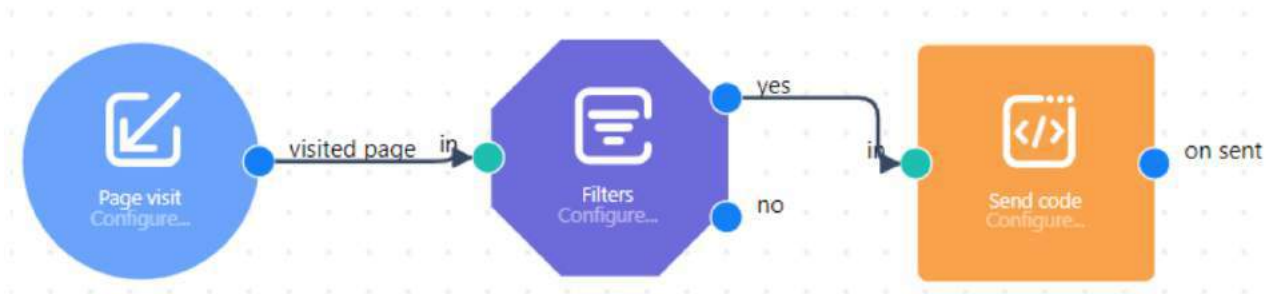 Page visit
Configure...
visited page
in
Filters
Configure...
yes
no
in
Send code
Configure...
on sent